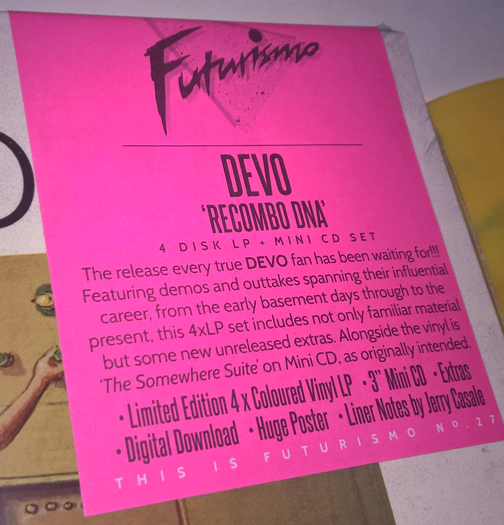 Futurismo
DEVO
'RECOMBO DNA'
4 DISK LP + MINI CD SET
The release every true DEVO fan has been waiting for!!!
Featuring demos and outtakes spanning their influential
career, from the early basement days through to the
present, this 4xLP set includes not only familiar material
but some new unreleased extras. Alongside the vinyl is
'The Somewhere Suite' on Mini CD, as originally intended.
• Limited Edition 4 x Coloured Vinyl LP • 3" Mini CD • Extras
• Digital Download • Huge Poster • Liner Notes by Jerry Casale
THIS IS FUTURISMO No.27